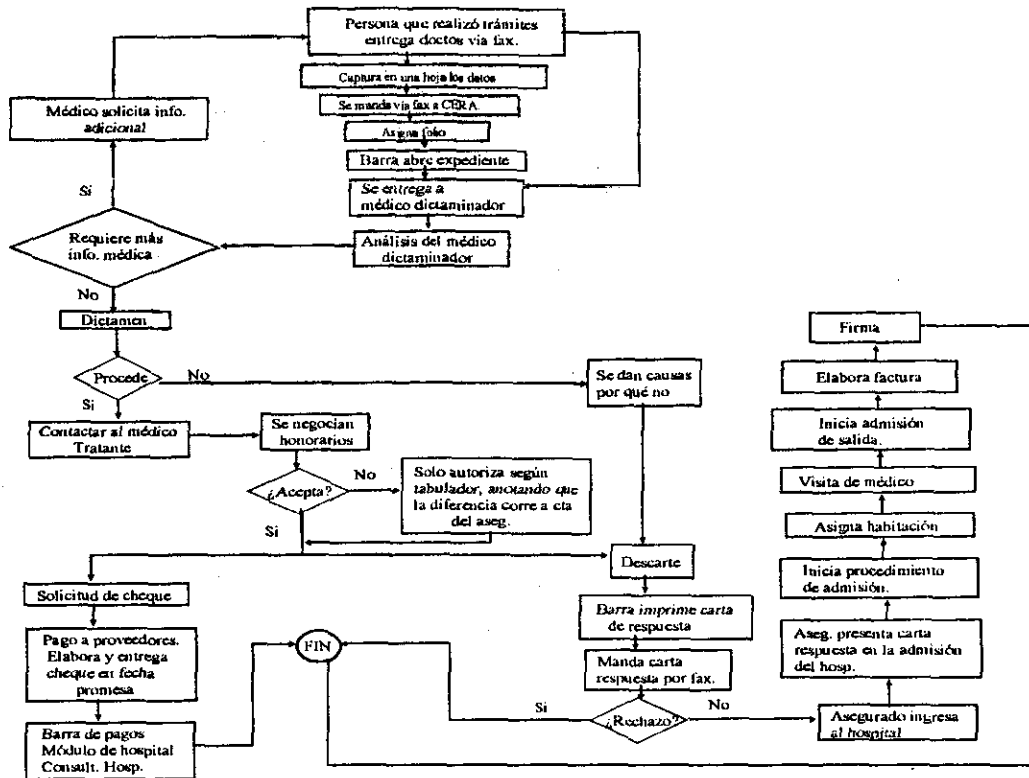 Persona que realizó trámites
entrega doctos via fax.
Captura en una hoja los datos
Se manda via fax a CERA.
Asigna folio
Barra abre expediente
Se entrega a
médico dictaminador
Análisis del médico
dictaminador
Médico solicita info.
adicional
Si
Requiere más
info. médica
No
Dictamen
Procede
No
Si
Se dan causas
por qué no
Contactar al médico
Tratante
Se negocian
honorarios
¿Acepta?
No
Si
Solo autoriza según
tabulador, anotando que
la diferencia corre a cta
del aseg.
Solicitud de cheque
Pago a proveedores.
Elabora y entrega
cheque en fecha
promesa
Barra de pagos
Módulo de hospital
Consult. Hosp.
FIN
Descarte
Barra imprime carta
de respuesta
Manda carta
respuesta por fax.
¿Rechazo?
Si
No
Asegurado ingresa
al hospital
Aseg. presenta carta
respuesta en la admisión
del hosp.
Inicia procedimiento
de admisión.
Asigna habitación
Visita de médico
Inicia admisión
de salida.
Elabora factura
Firma